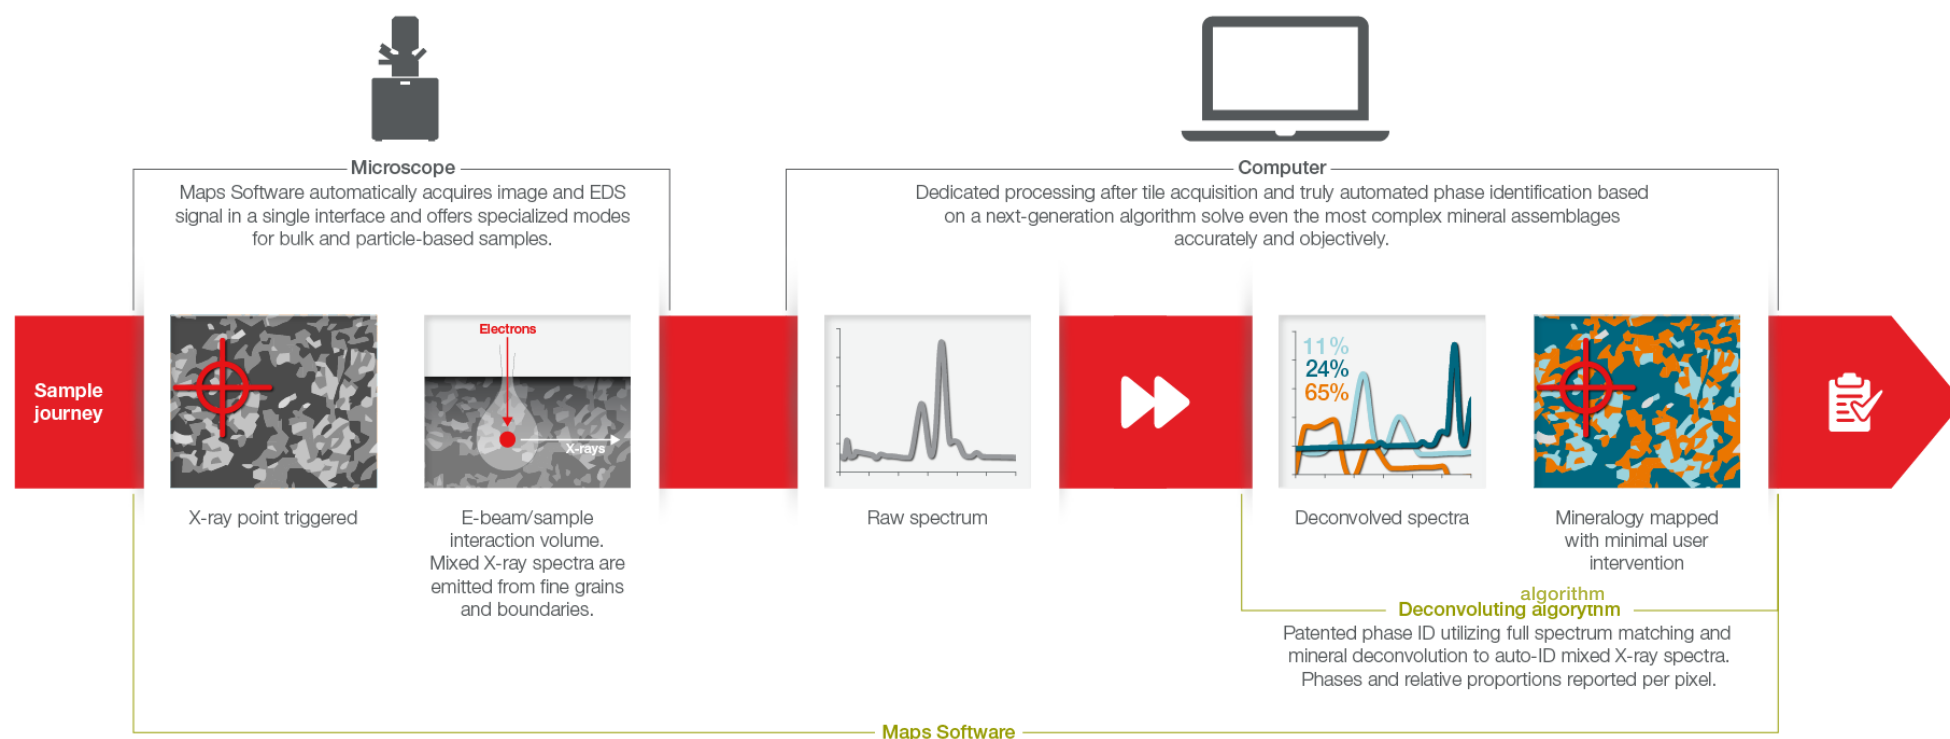 Microscope
Maps Software automatically acquires image and EDS
signal in a single interface and offers specialized modes
for bulk and particle-based samples.
Computer
Dedicated processing after tile acquisition and truly automated phase identification based
on a next-generation algorithm solve even the most complex mineral assemblages
accurately and objectively.
Sample
journey
Electrons
X-rays
11%
24%
65%
X-ray point triggered
E-beam/sample
interaction volume.
Mixed X-ray spectra are
emitted from fine grains
and boundaries.
Raw spectrum
Deconvolved spectra
Mineralogy mapped
with minimal user
intervention
algorithm
Deconvoluting algorythm
Patented phase ID utilizing full spectrum matching and
mineral deconvolution to auto-ID mixed X-ray spectra.
Phases and relative proportions reported per pixel.
Maps Software